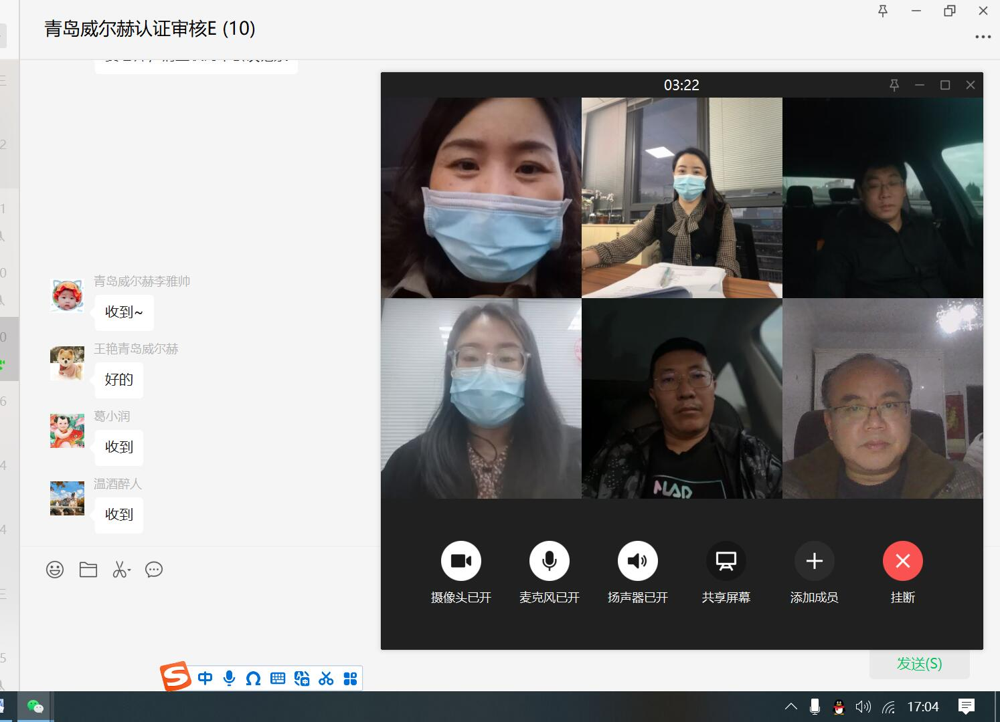 青岛威尔赫认证审核E (10)
03:22
青岛威尔赫李雅帅
收到~
王艳青岛威尔赫
好的
葛小润
收到
温酒醉人
收到
摄像头已开
麦克风已开
扬声器已开
共享屏幕
添加成员
挂断
发送(S)
中
17:04